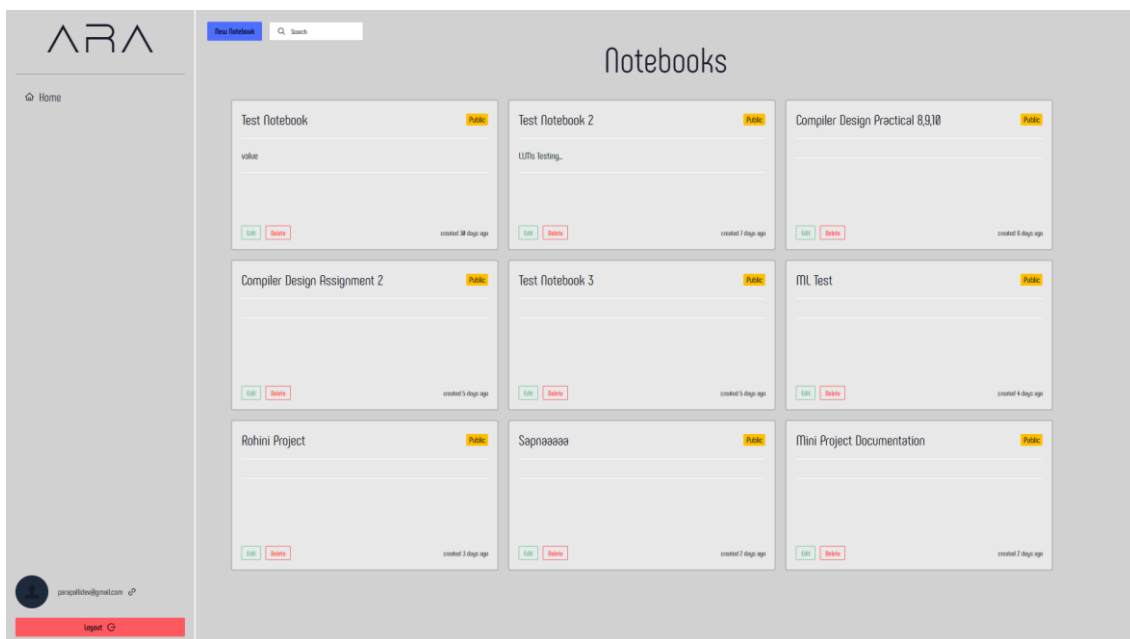 ARA
Home
New Notebook
Search
Notebooks
Test Notebook
Public
value
Edit
Delete
created 30 days ago
Test Notebook 2
Public
LLMs Testing...
Edit
Delete
created 7 days ago
Compiler Design Practical 8,9,10
Public
Edit
Delete
created 6 days ago
Compiler Design Assignment 2
Public
Edit
Delete
created 5 days ago
Test Notebook 3
Public
Edit
Delete
created 5 days ago
ML Test
Public
Edit
Delete
created 4 days ago
Rohini Project
Public
Edit
Delete
created 3 days ago
Sapnaaaaa
Public
Edit
Delete
created 2 days ago
Mini Project Documentation
Public
Edit
Delete
created 2 days ago
Logout